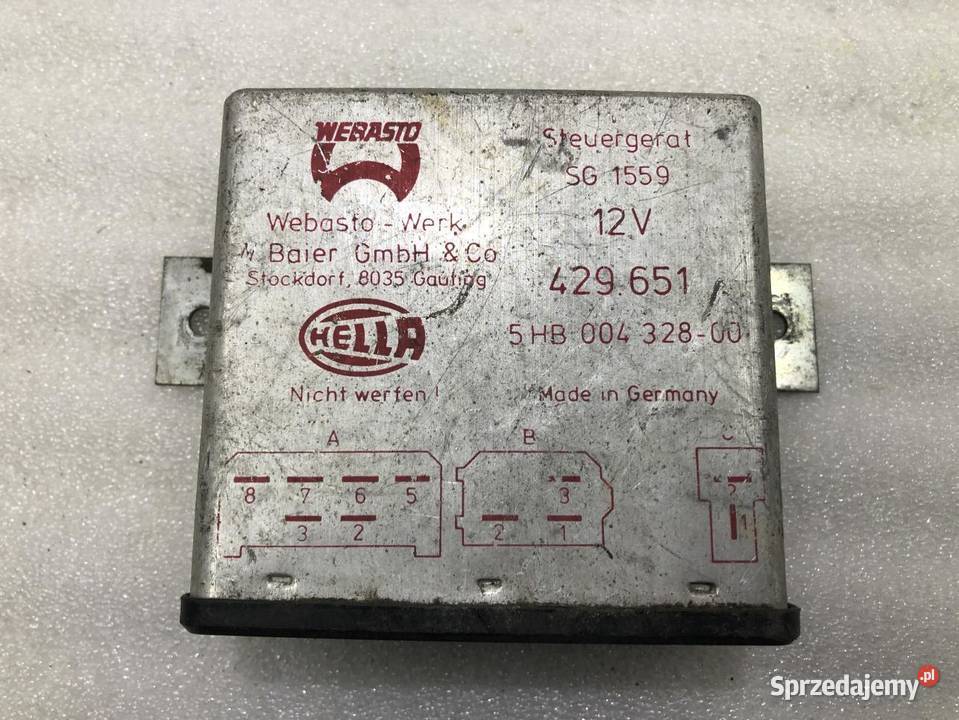 WEBASTO
Webasto - Werk
Baier GmbH & Co
Stockdorf, 8035 Gauting
HELLA
Nicht werfen !
Steuergerat
SG 1559
12V
429.651
5 HB 004 328-00
Made in Germany
A
8 7 6 5
3 2
B
3
2 1
C
2
1
Sprzedajemy.pl